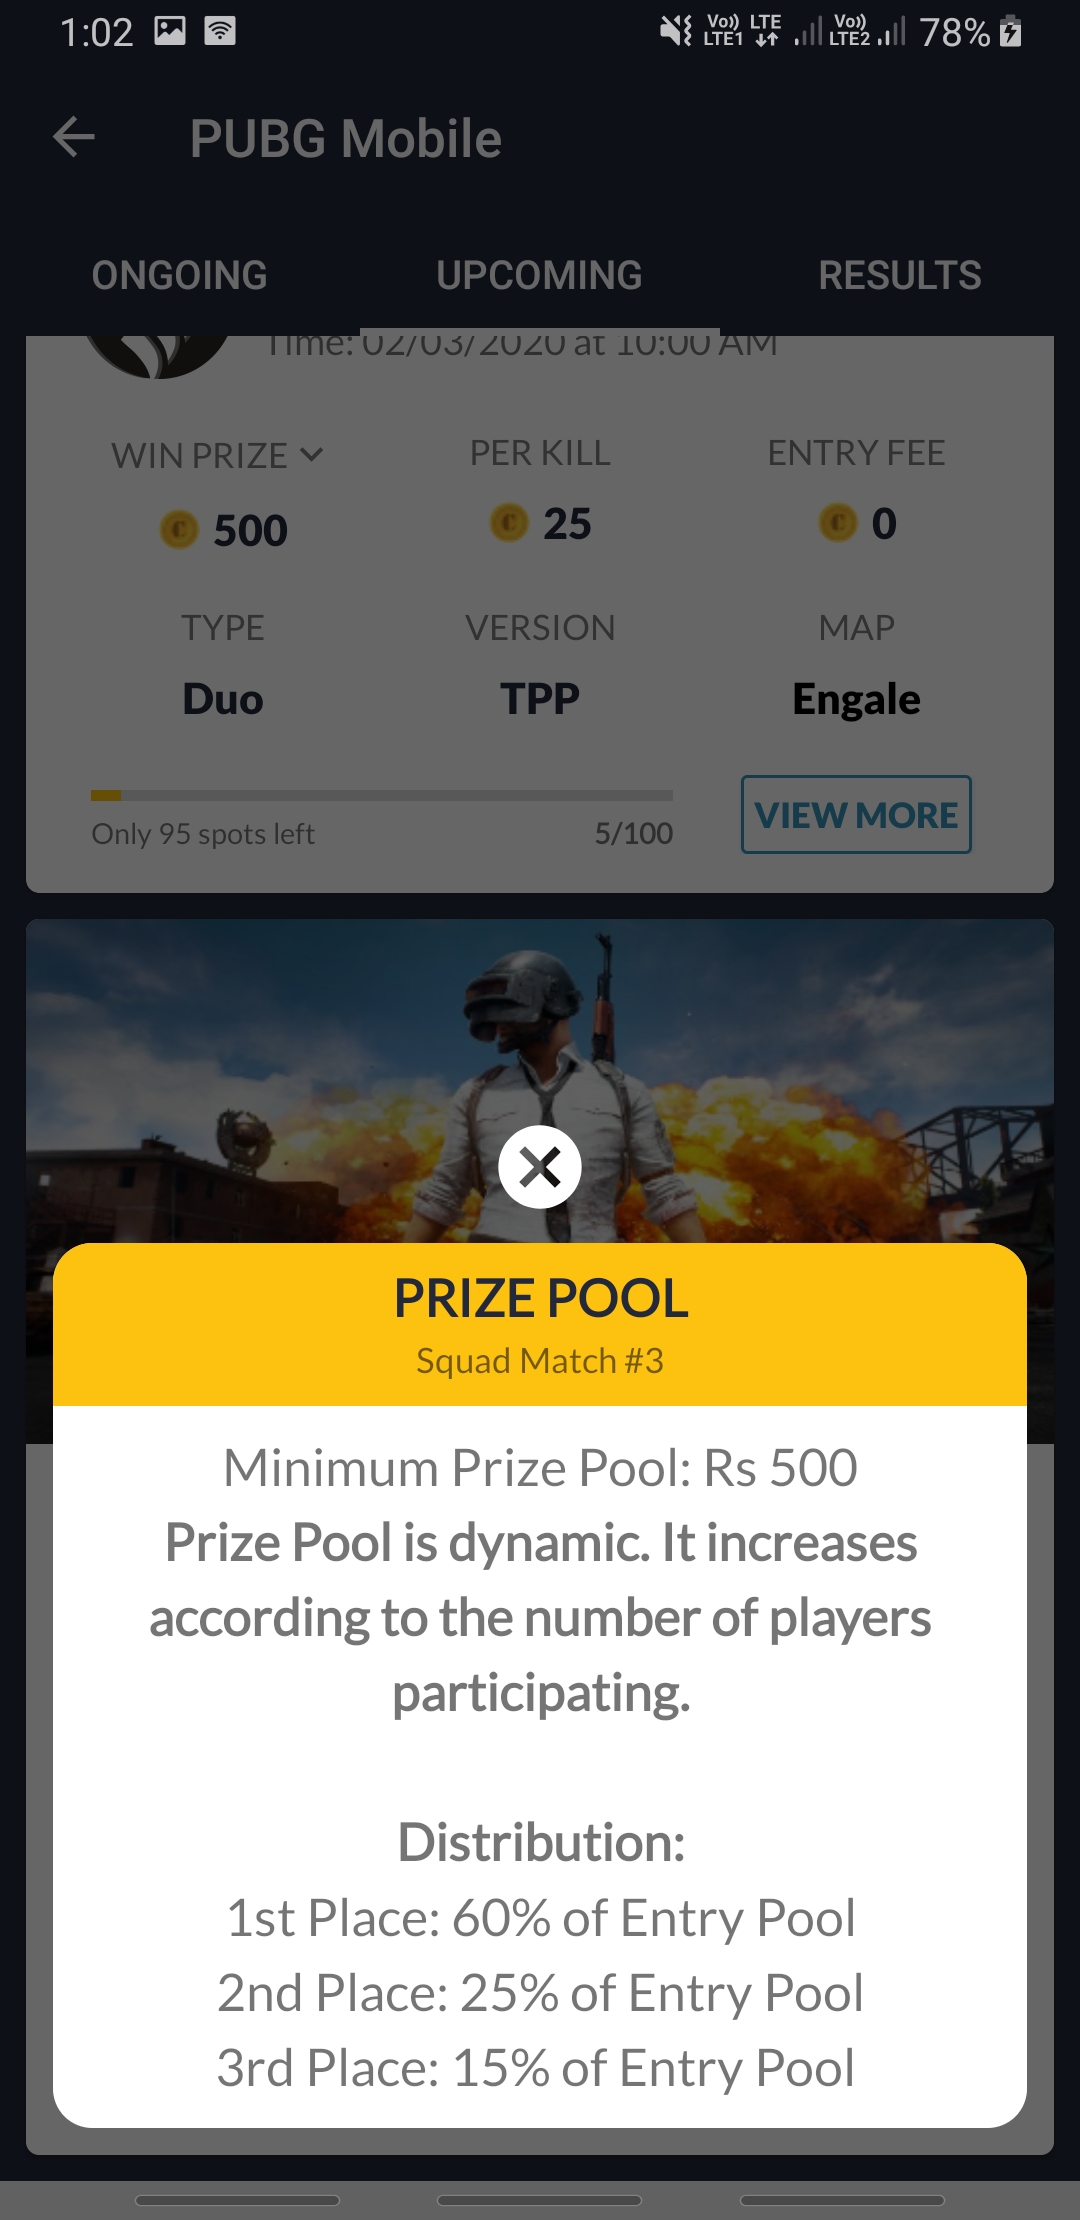 1:02 Vo)) LTE1 LTE Vo)) LTE2 78%
PUBG Mobile
ONGOING UPCOMING RESULTS
Time: 02/03/2020 at 10:00 AM
WIN PRIZE PER KILL ENTRY FEE
500 25 0
TYPE VERSION MAP
Duo TPP Engale
Only 95 spots left 5/100 VIEW MORE
PRIZE POOL
Squad Match #3
Minimum Prize Pool: Rs 500
Prize Pool is dynamic. It increases
according to the number of players
participating.
Distribution:
1st Place: 60% of Entry Pool
2nd Place: 25% of Entry Pool
3rd Place: 15% of Entry Pool